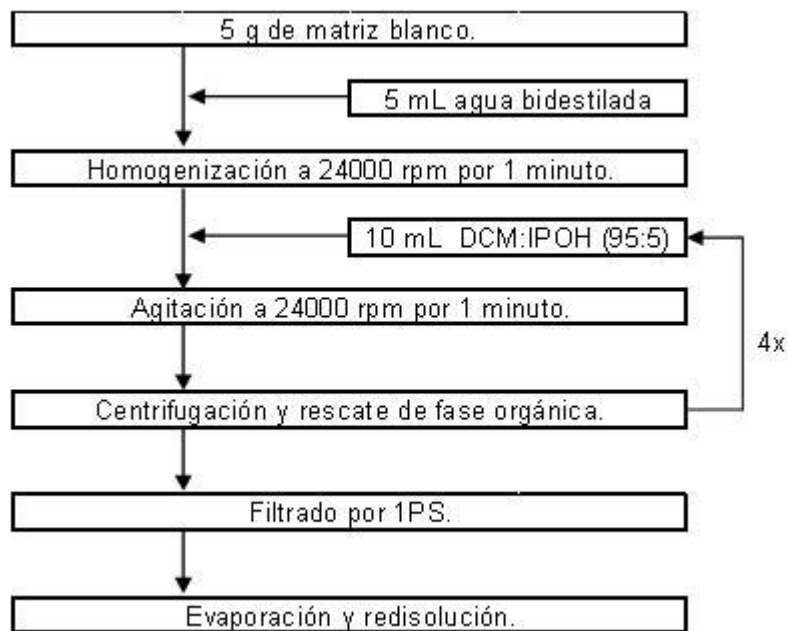 5 g de matriz blanco.
5 mL agua bidestilada
Homogenización a 24000 rpm por 1 minuto.
10 mL DCM:IPOH (95:5)
Agitación a 24000 rpm por 1 minuto.
4x
Centrifugación y rescate de fase orgánica.
Filtrado por 1PS.
Evaporación y redisolución.